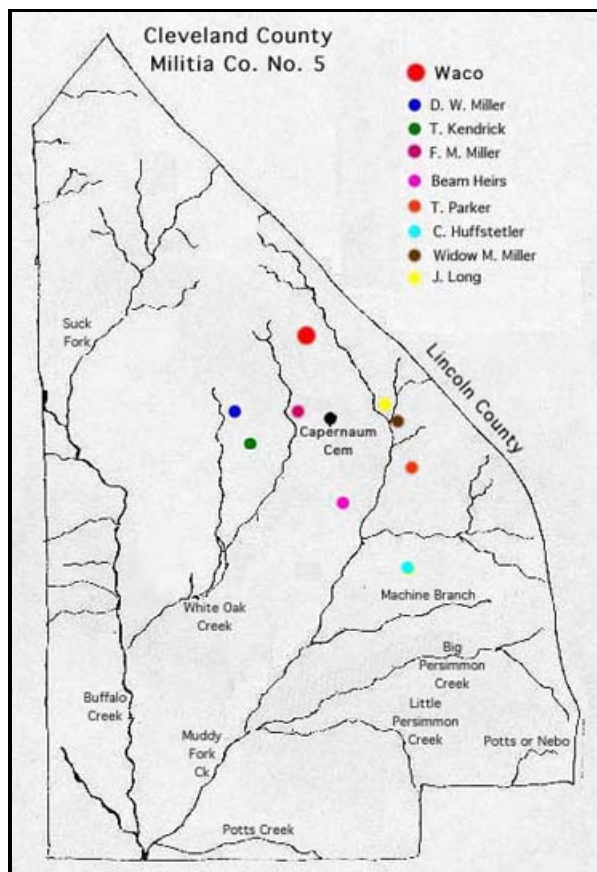 Cleveland County
Militia Co. No. 5
Waco
D. W. Miller
T. Kendrick
F. M. Miller
Beam Heirs
T. Parker
C. Huffstetler
Widow M. Miller
J. Long
Suck
Fork
Lincoln County
Capernaum
Cem
White Oak
Creek
Machine Branch
Big
Persimmon
Creek
Buffalo
Creek
Little
Persimmon
Creek
Muddy
Fork
Ck
Potts or Nebo
Potts Creek